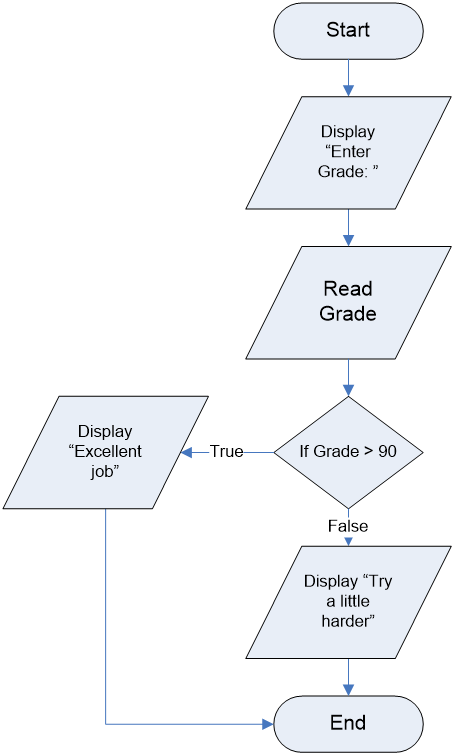 Start
Display
“Enter
Grade: ”
Read
Grade
If Grade > 90
True
Display
“Excellent
job”
False
Display “Try
a little
harder”
End